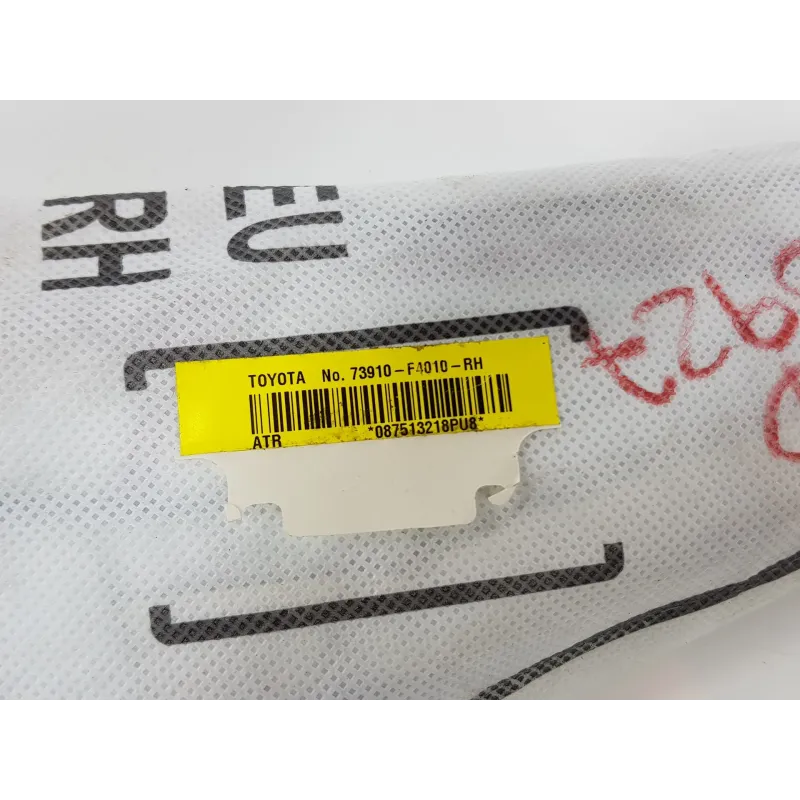 EU
RH
TOYOTA No. 73910-F4010-RH
ATR *087513218PU8*